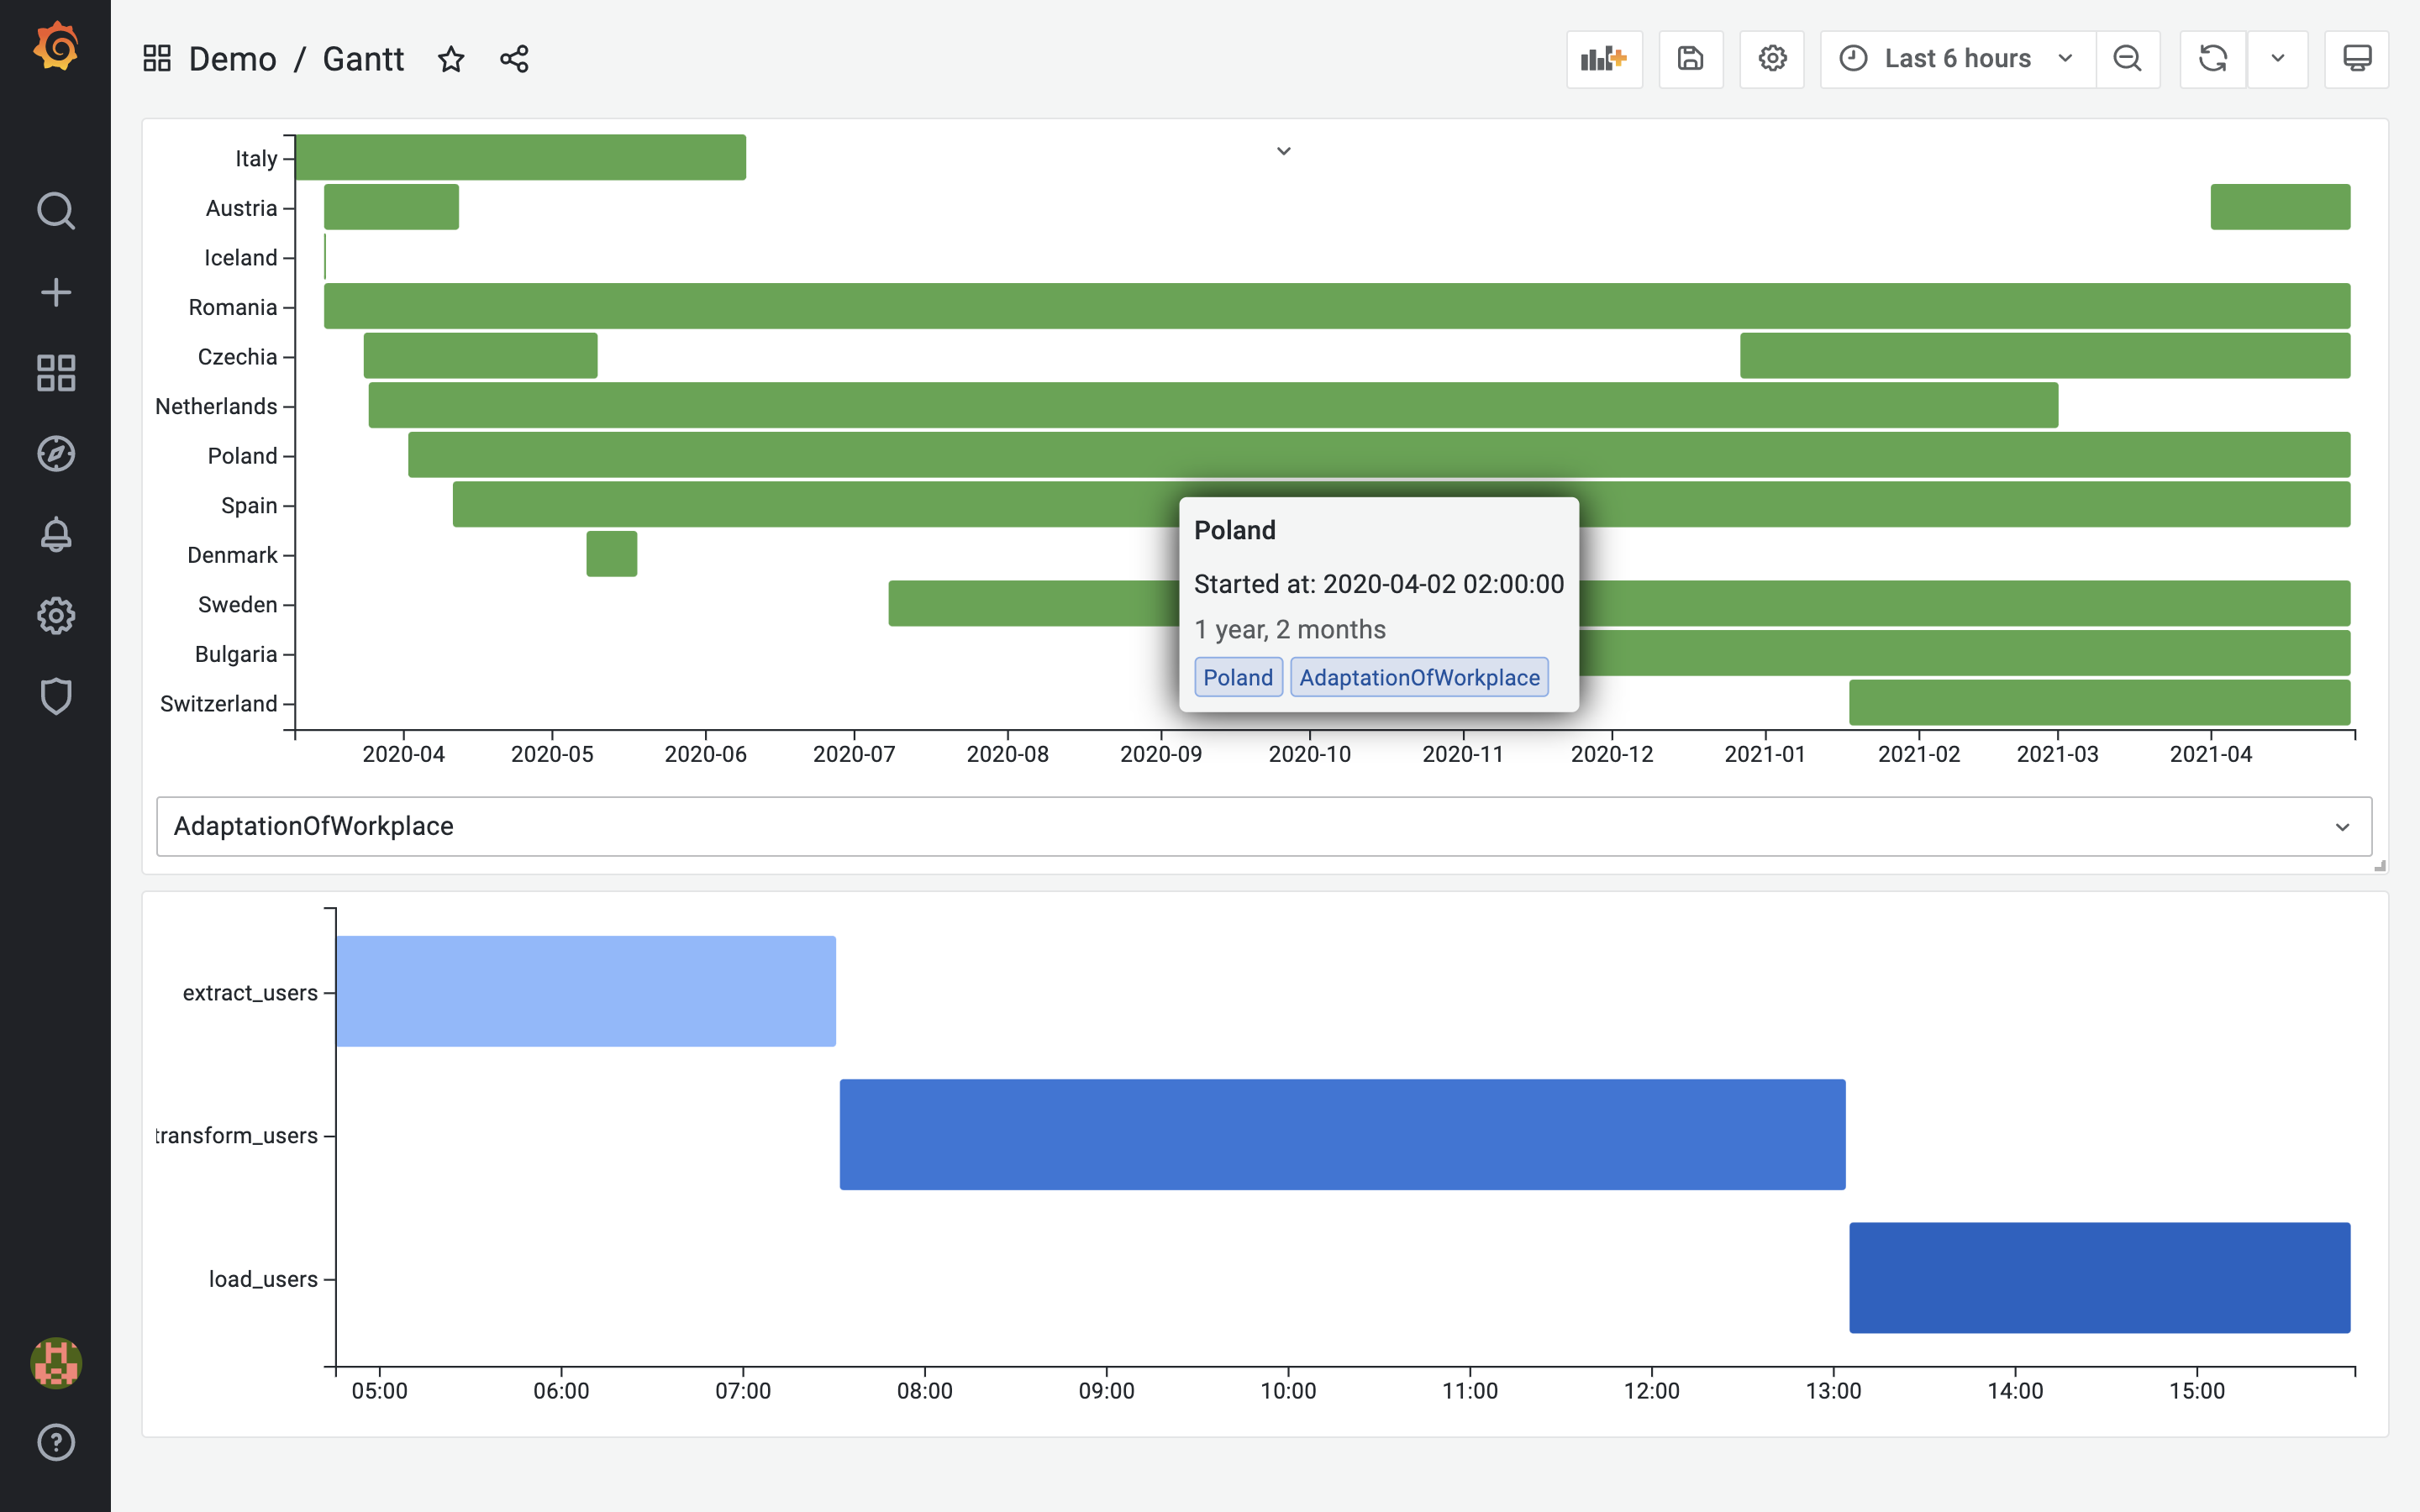 Demo / Gantt
Last 6 hours
Italy
Austria
Iceland
Romania
Czechia
Netherlands
Poland
Spain
Denmark
Sweden
Bulgaria
Switzerland
Poland
Started at: 2020-04-02 02:00:00
1 year, 2 months
Poland AdaptationOfWorkplace
2020-04 2020-05 2020-06 2020-07 2020-08 2020-09 2020-10 2020-11 2020-12 2021-01 2021-02 2021-03 2021-04
AdaptationOfWorkplace
extract_users
transform_users
load_users
05:00 06:00 07:00 08:00 09:00 10:00 11:00 12:00 13:00 14:00 15:00